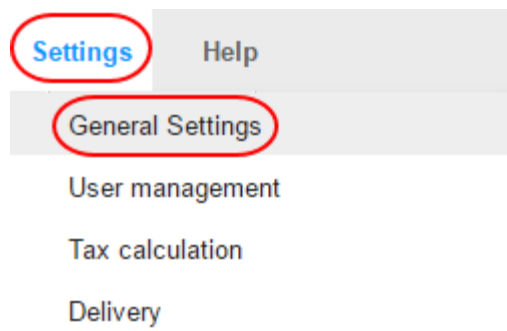 Settings Help
General Settings
User management
Tax calculation
Delivery